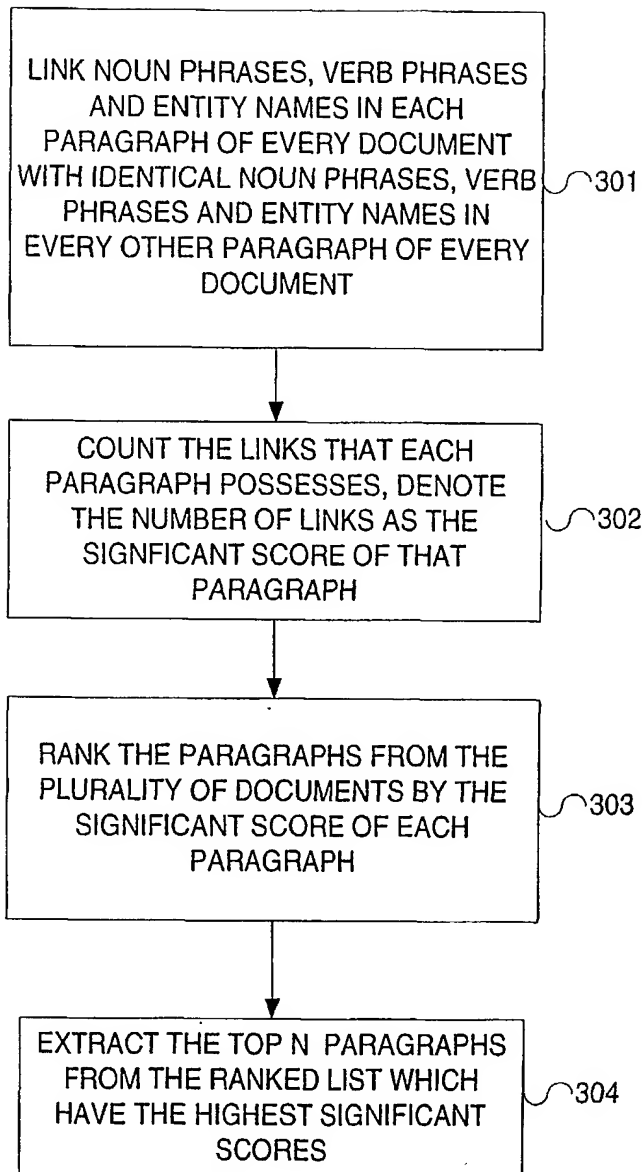 LINK NOUN PHRASES, VERB PHRASES
AND ENTITY NAMES IN EACH
PARAGRAPH OF EVERY DOCUMENT
WITH IDENTICAL NOUN PHRASES, VERB
PHRASES AND ENTITY NAMES IN
EVERY OTHER PARAGRAPH OF EVERY
DOCUMENT
301
COUNT THE LINKS THAT EACH
PARAGRAPH POSSESSES, DENOTE
THE NUMBER OF LINKS AS THE
SIGNFICANT SCORE OF THAT
PARAGRAPH
302
RANK THE PARAGRAPHS FROM THE
PLURALITY OF DOCUMENTS BY THE
SIGNIFICANT SCORE OF EACH
PARAGRAPH
303
EXTRACT THE TOP N PARAGRAPHS
FROM THE RANKED LIST WHICH
HAVE THE HIGHEST SIGNIFICANT
SCORES
304